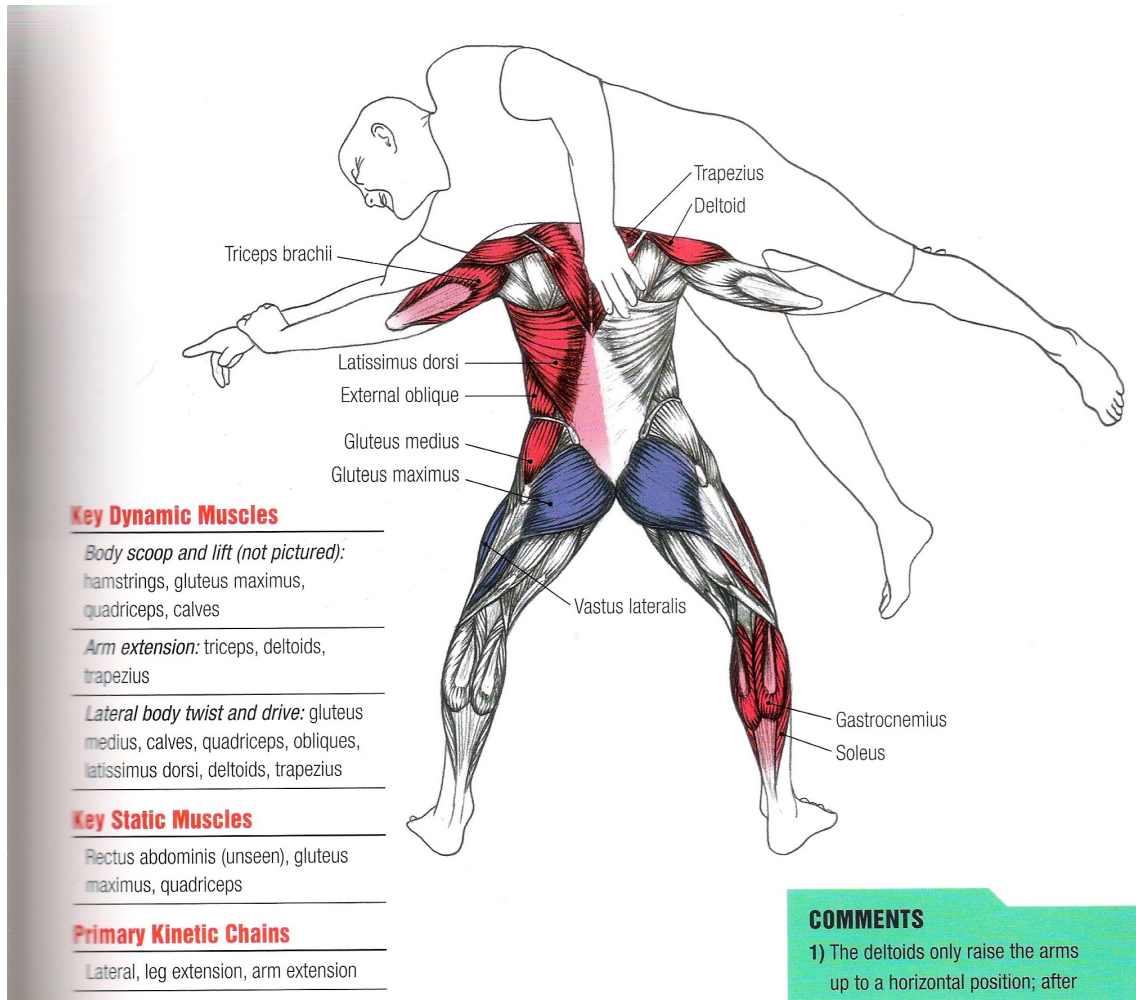 Trapezius
Deltoid
Triceps brachii
Latissimus dorsi
External oblique
Gluteus medius
Gluteus maximus
Key Dynamic Muscles
Body scoop and lift (not pictured):
hamstrings, gluteus maximus,
quadriceps, calves
Vastus lateralis
Arm extension: triceps, deltoids,
trapezius
Lateral body twist and drive: gluteus
medius, calves, quadriceps, obliques,
latissimus dorsi, deltoids, trapezius
Gastrocnemius
Soleus
Key Static Muscles
Rectus abdominis (unseen), gluteus
maximus, quadriceps
Primary Kinetic Chains
Lateral, leg extension, arm extension
COMMENTS
1) The deltoids only raise the arms
up to a horizontal position; after